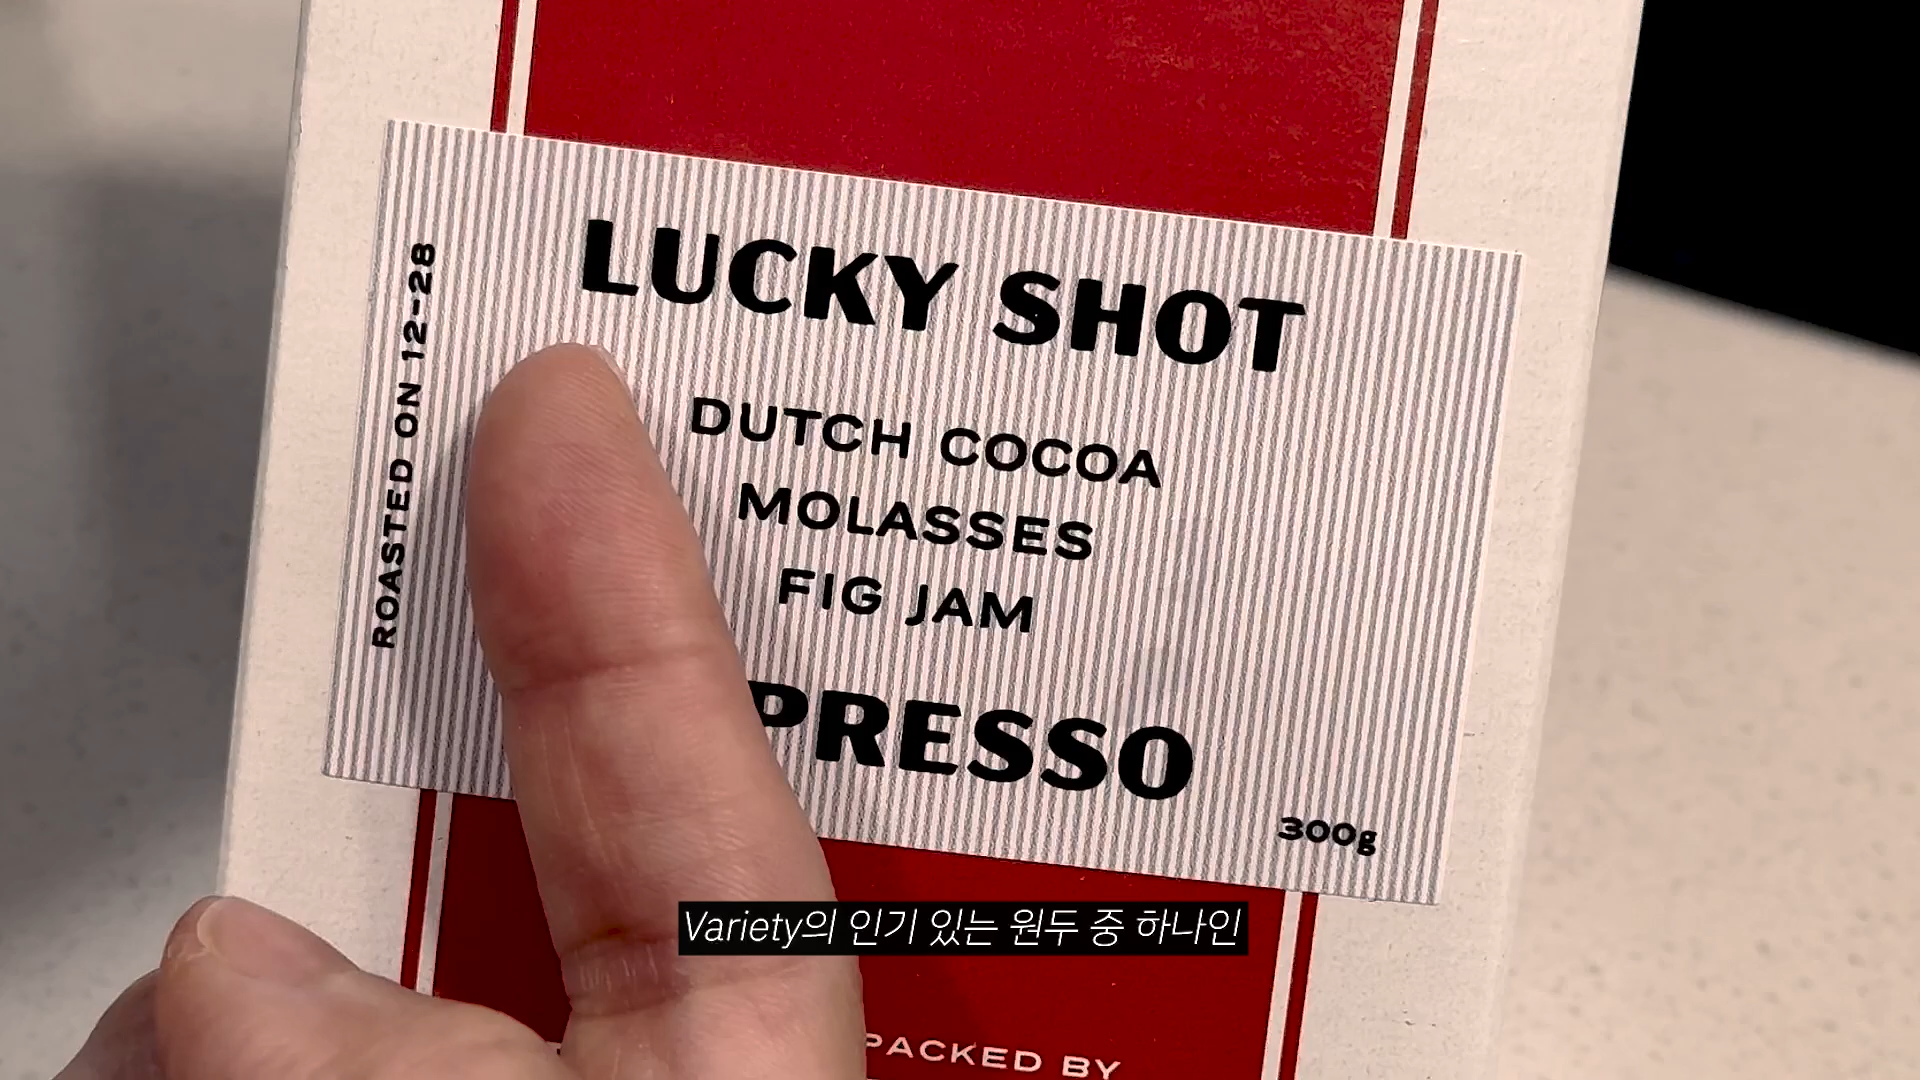 LUCKY SHOT
ROASTED ON 12-28
DUTCH COCOA
MOLASSES
FIG JAM
PRESSO
300g
Variety의 인기 있는 원두 중 하나인
PACKED BY